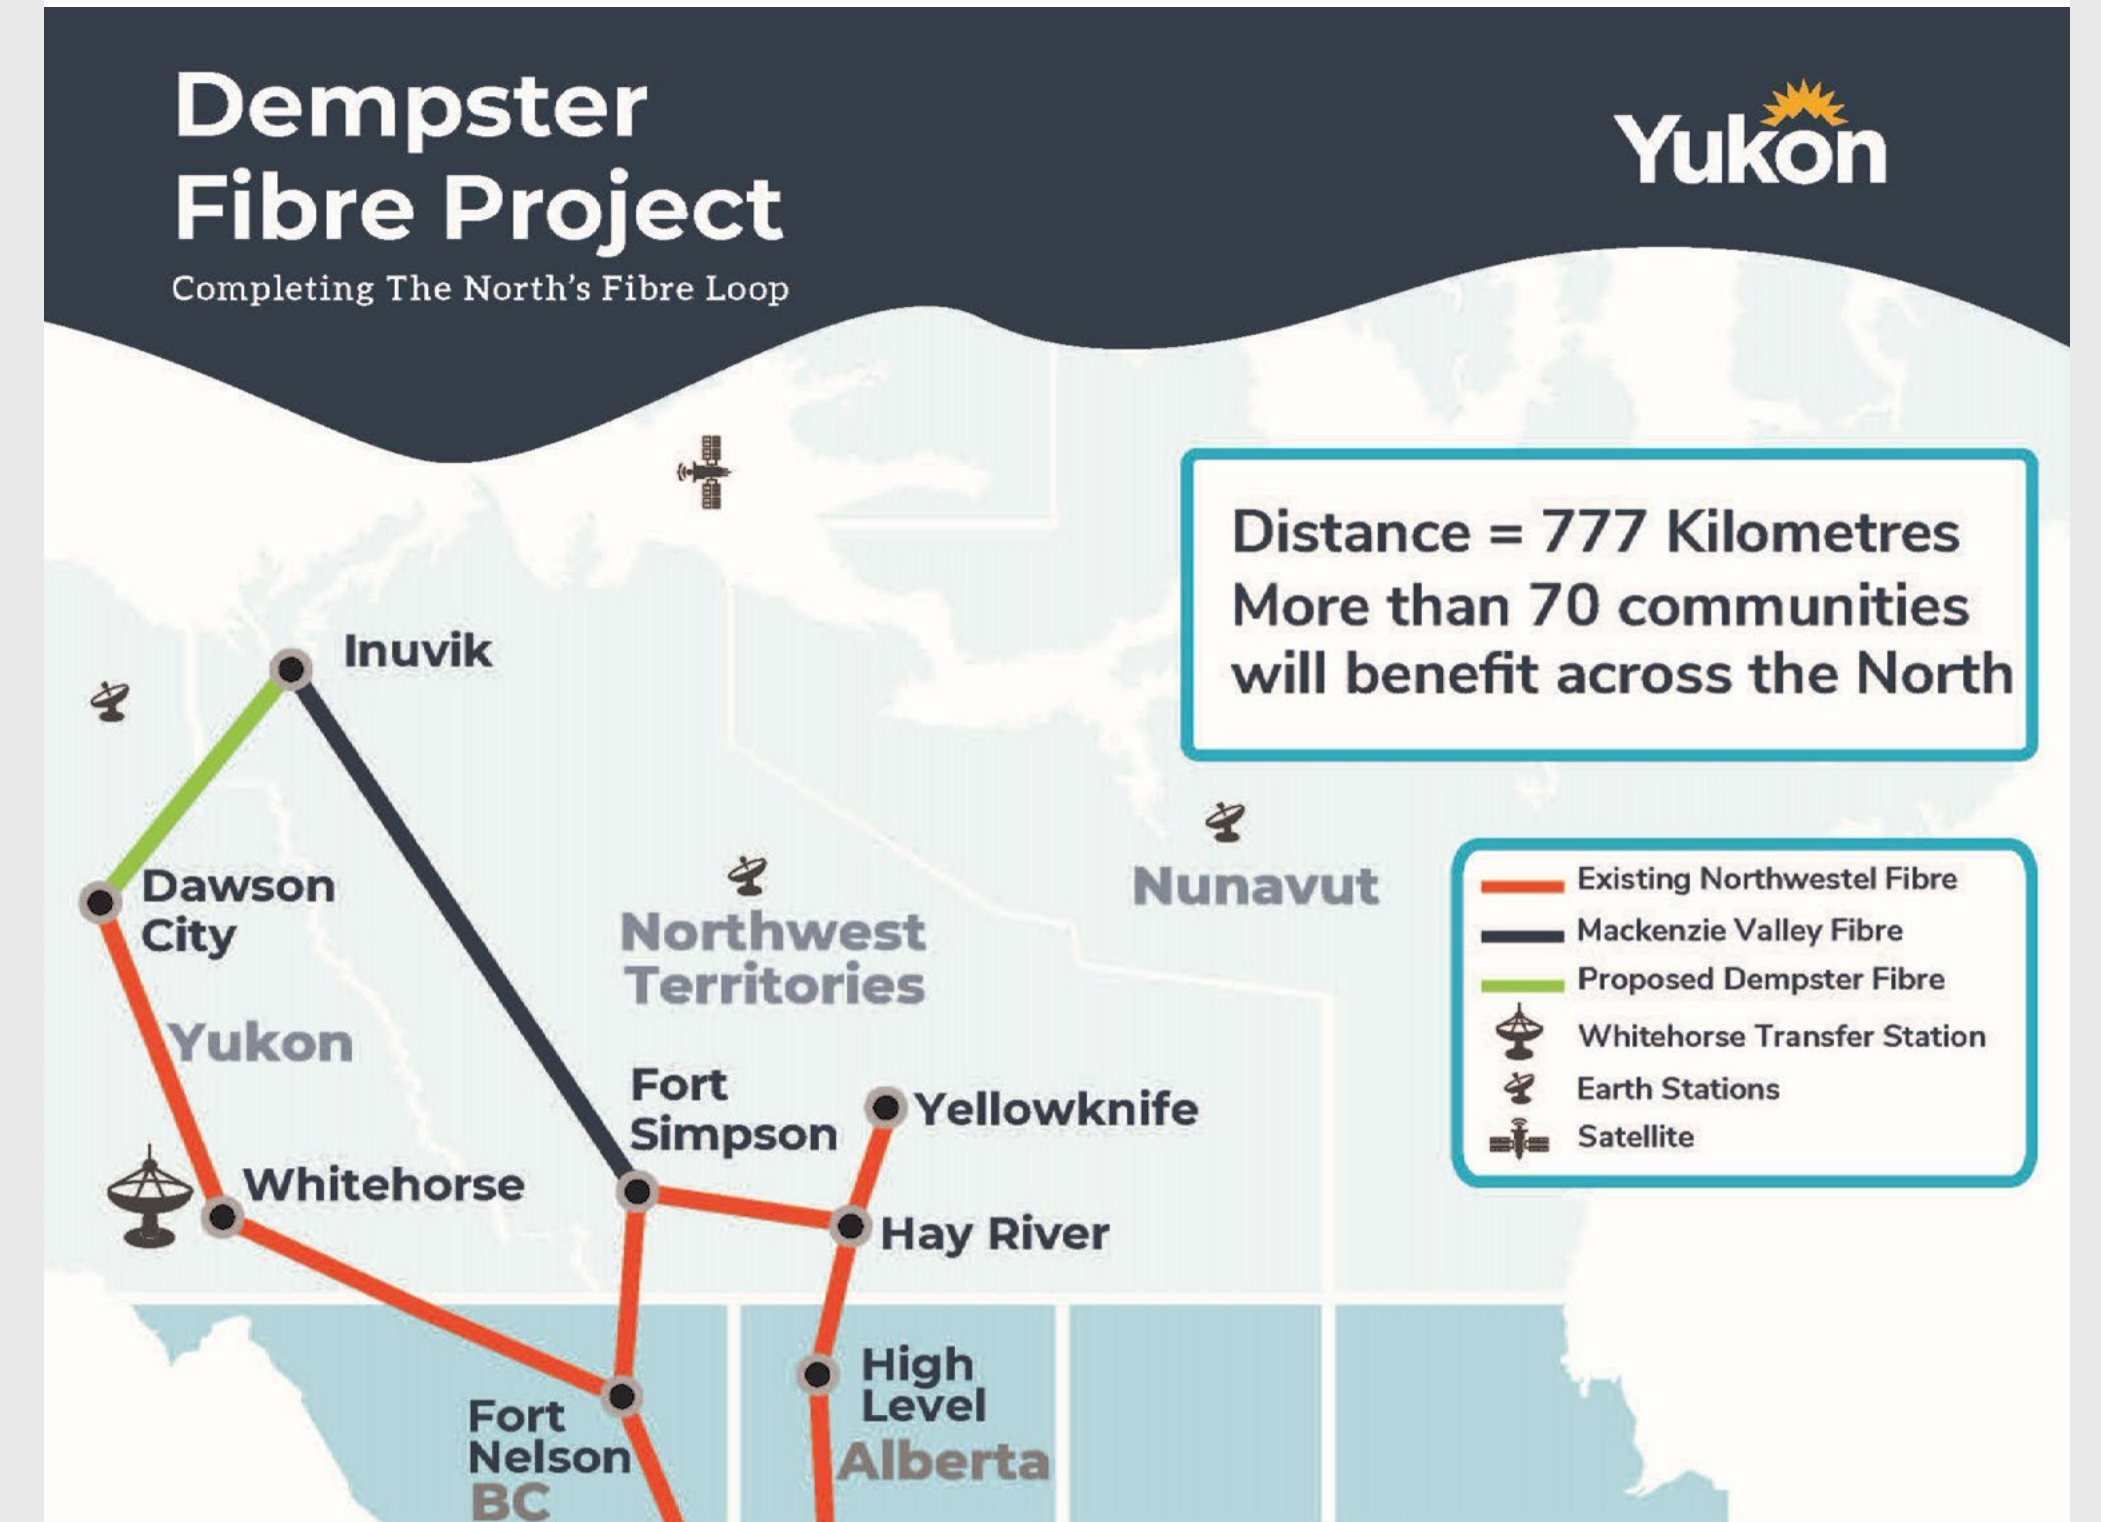 Dempster
Fibre Project
Completing The North's Fibre Loop
Yukon
Distance = 777 Kilometres
More than 70 communities
will benefit across the North
Inuvik
Dawson
City
Yukon
Northwest
Territories
Nunavut
Existing Northwestel Fibre
Mackenzie Valley Fibre
Proposed Dempster Fibre
Whitehorse Transfer Station
Earth Stations
Satellite
Fort
Simpson
Yellowknife
Whitehorse
Hay River
High
Level
Alberta
Fort
Nelson
BC